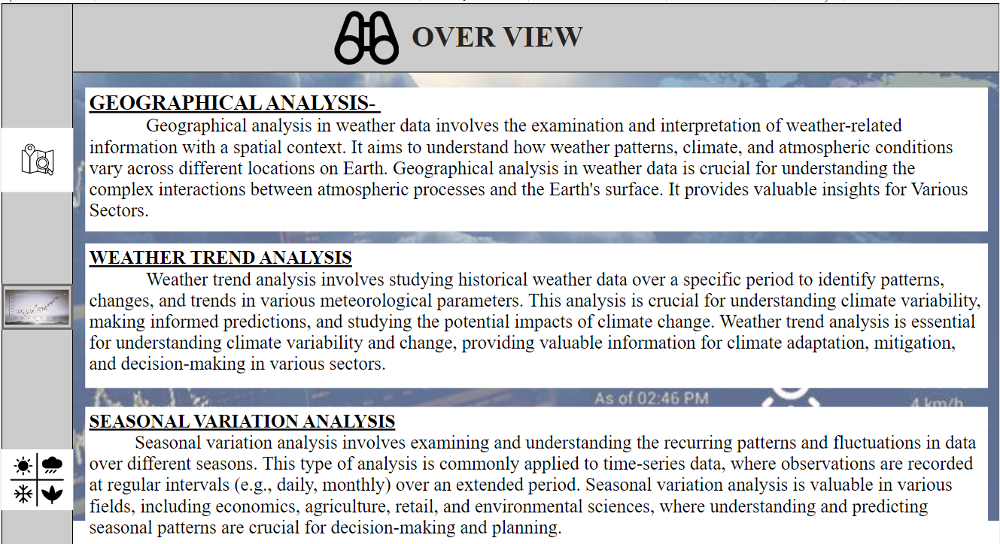 OVER VIEW
GEOGRAPHICAL ANALYSIS-
Geographical analysis in weather data involves the examination and interpretation of weather-related
information with a spatial context. It aims to understand how weather patterns, climate, and atmospheric conditions
vary across different locations on Earth. Geographical analysis in weather data is crucial for understanding the
complex interactions between atmospheric processes and the Earth's surface. It provides valuable insights for Various
Sectors.
WEATHER TREND ANALYSIS
Weather trend analysis involves studying historical weather data over a specific period to identify patterns,
changes, and trends in various meteorological parameters. This analysis is crucial for understanding climate variability,
making informed predictions, and studying the potential impacts of climate change. Weather trend analysis is essential
for understanding climate variability and change, providing valuable information for climate adaptation, mitigation,
and decision-making in various sectors.
As of 02:46 PM
4 km/h
SEASONAL VARIATION ANALYSIS
Seasonal variation analysis involves examining and understanding the recurring patterns and fluctuations in data
over different seasons. This type of analysis is commonly applied to time-series data, where observations are recorded
at regular intervals (e.g., daily, monthly) over an extended period. Seasonal variation analysis is valuable in various
fields, including economics, agriculture, retail, and environmental sciences, where understanding and predicting
seasonal patterns are crucial for decision-making and planning.